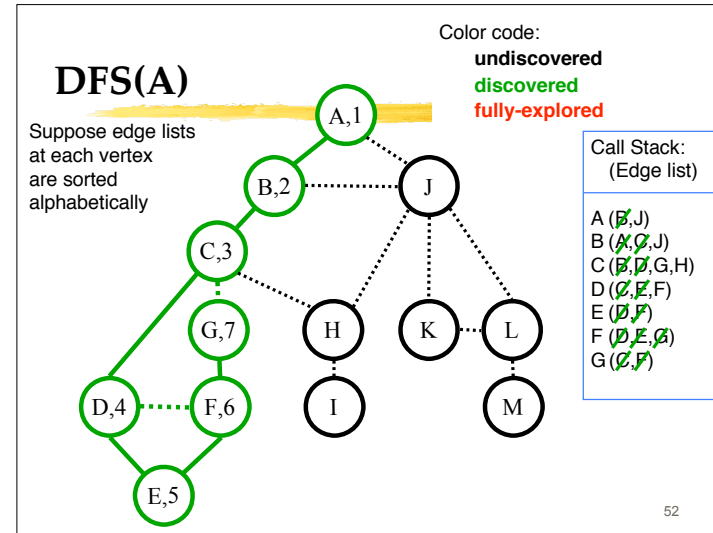 Color code:
undiscovered
discovered
fully-explored
DFS(A)
Suppose edge lists
at each vertex
are sorted
alphabetically
A,1
B,2
J
C,3
G,7
H
K
L
D,4
F,6
I
M
E,5
Call Stack:
(Edge list)
A (B,J)
B (A,C,J)
C (B,D,G,H)
D (C,E,F)
E (D,F)
F (D,E,G)
G (C,F)
52